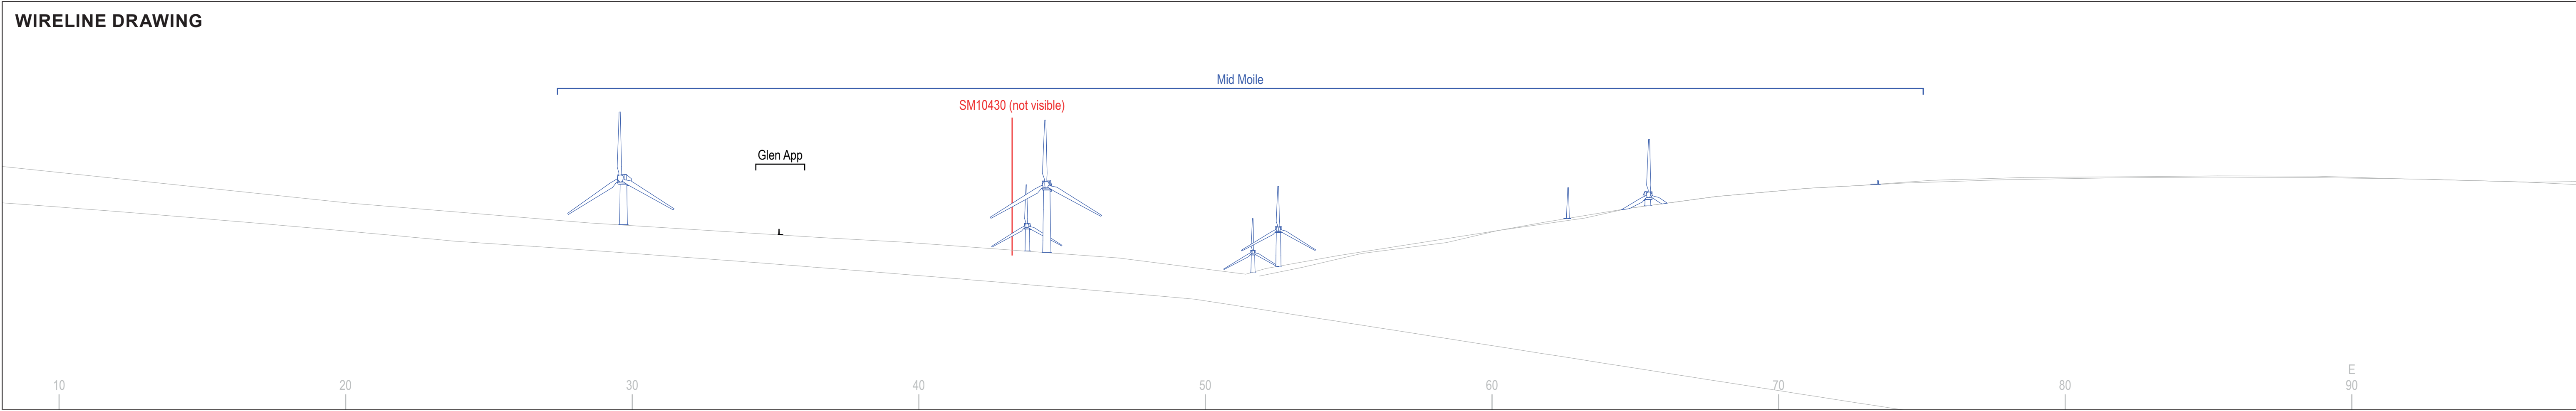 WIRELINE DRAWING
Mid Moile
SM10430 (not visible)
Glen App
E
10 20 30 40 50 60 70 80 90